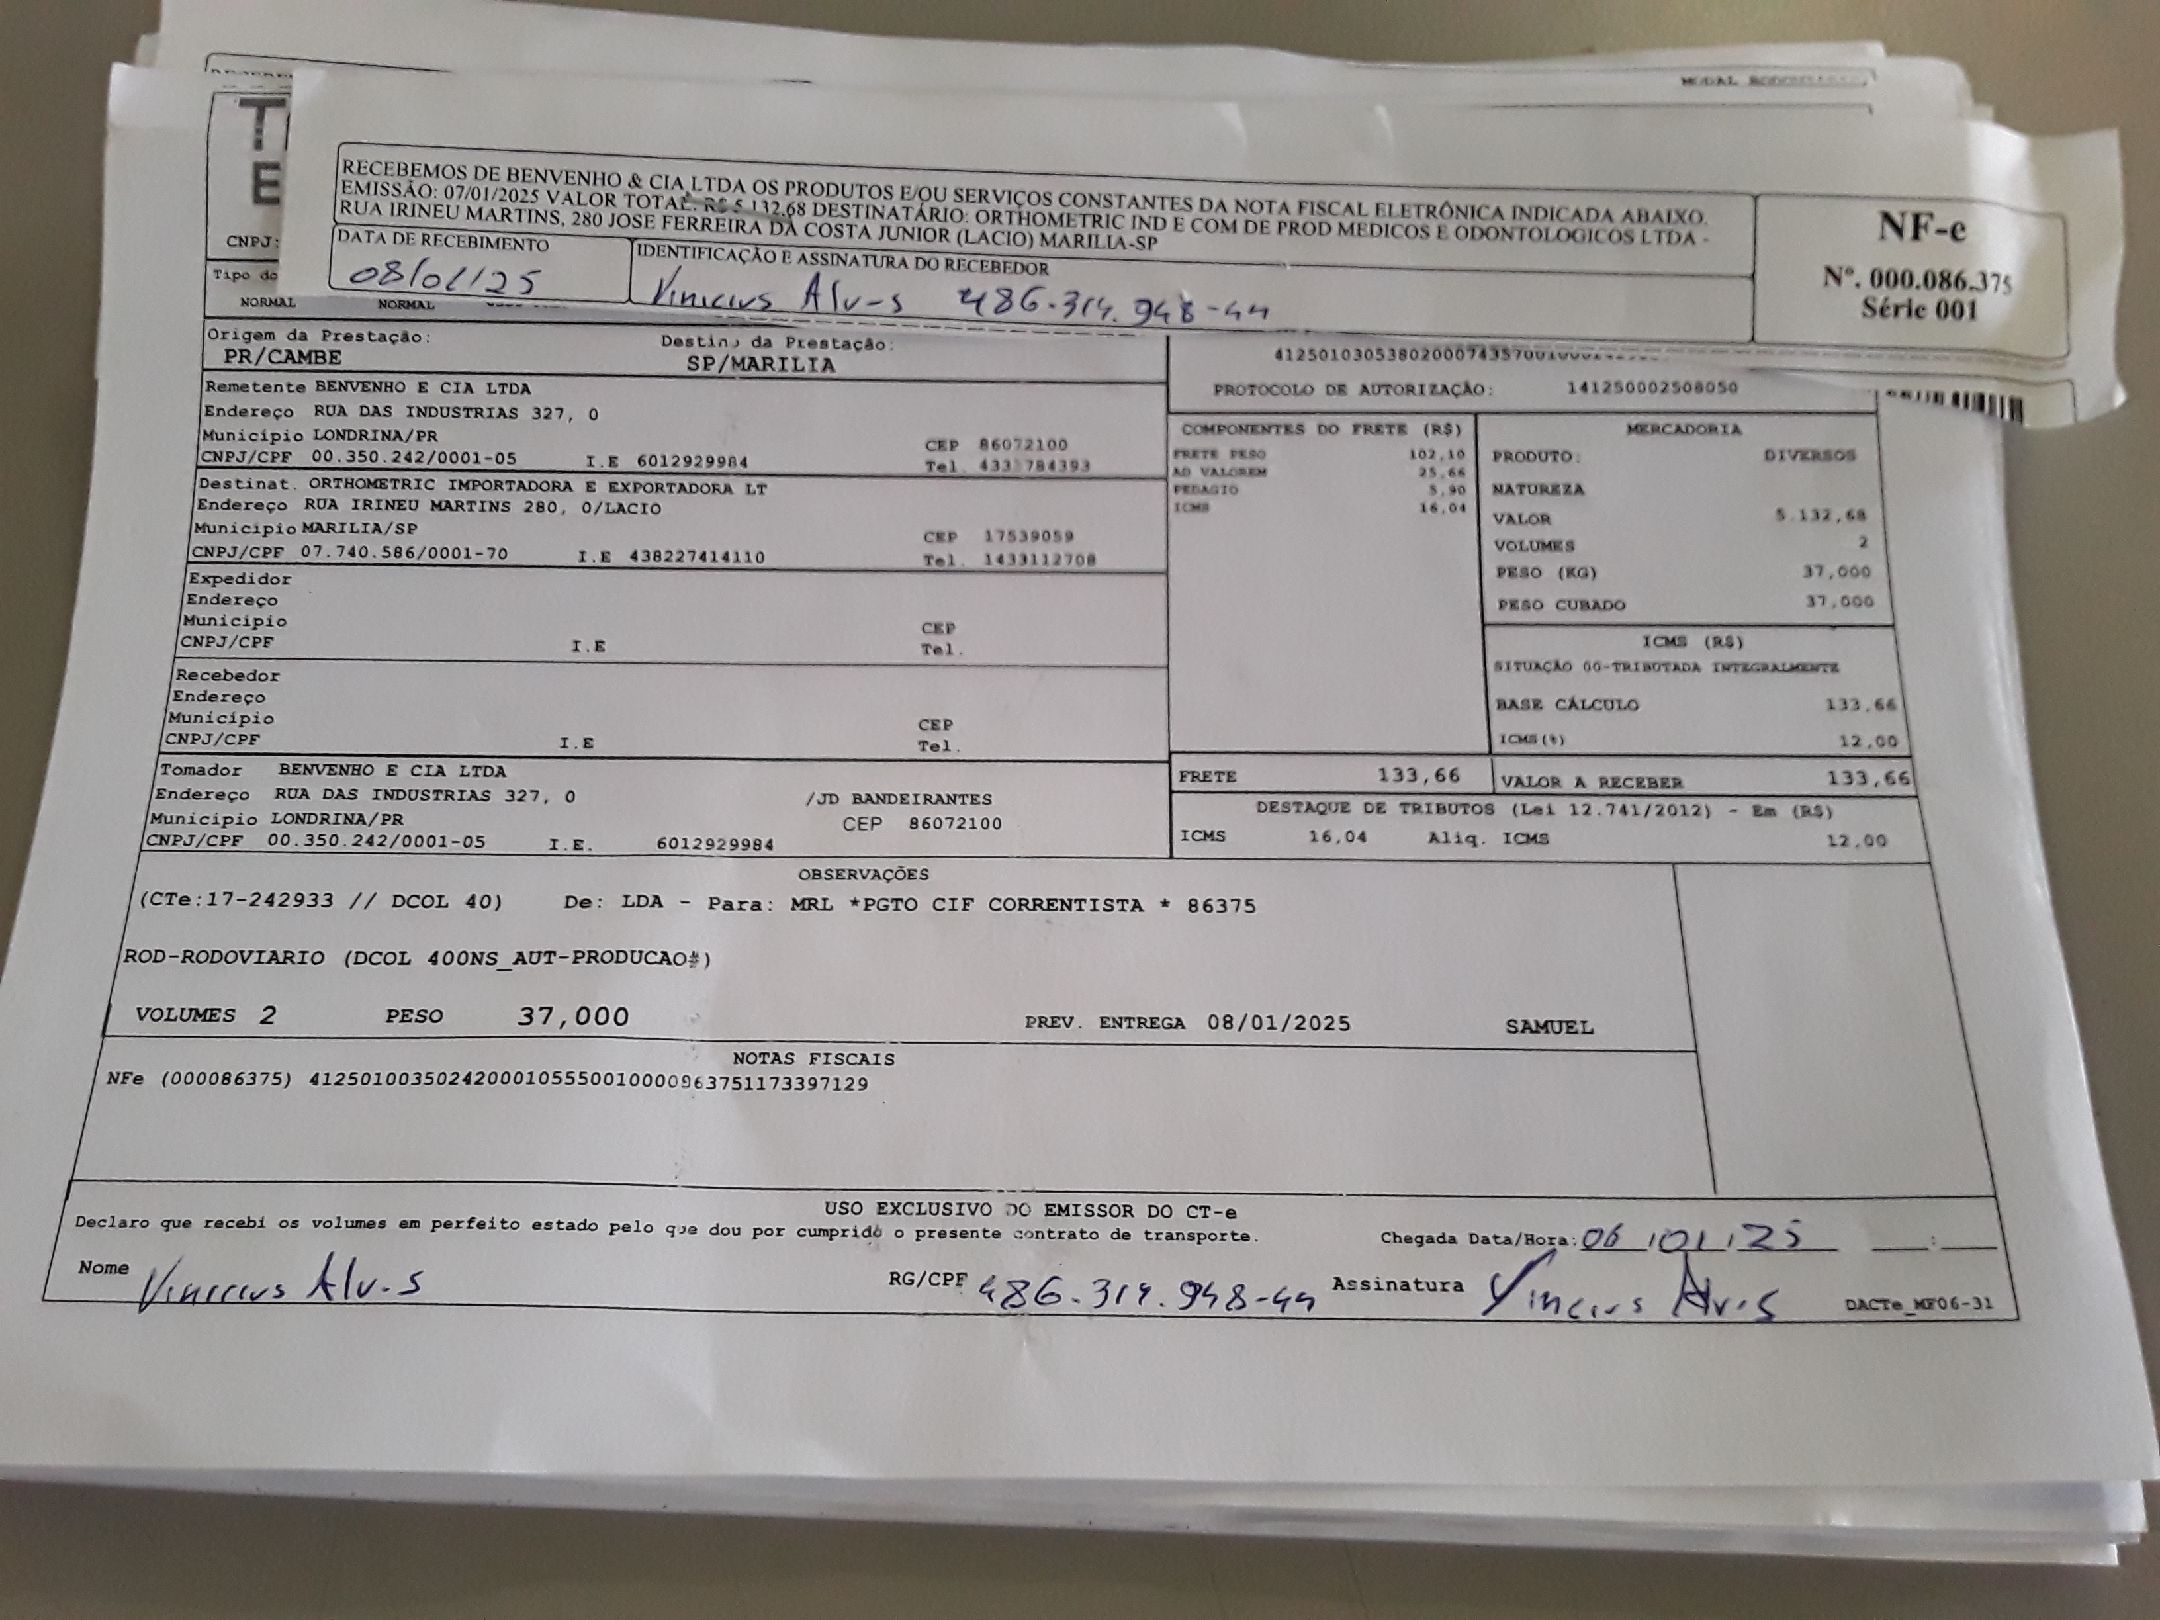 MODAL
RECEBEMOS DE BENVENHO & CIA LTDA OS PRODUTOS E/OU SERVIÇOS CONSTANTES DA NOTA FISCAL ELETRÔNICA INDICADA ABAIXO.
EMISSÃO: 07/01/2025 VALOR TOTAL: R$ 5.132,68 DESTINATÁRIO: ORTHOMETRIC IND E COM DE PROD MEDICOS E ODONTOLOGICOS LTDA -
RUA IRINEU MARTINS, 280 JOSE FERREIRA DA COSTA JUNIOR (LACIO) MARILIA-SP
DATA DE RECEBIMENTO
08/01/25
IDENTIFICAÇÃO E ASSINATURA DO RECEBEDOR
Vinicius Alv-s 486.314.948-44
NF-e
Nº. 000.086.375
Série 001
CNPJ:
Tipo do
NORMAL NORMAL
Origem da Prestação:
PR/CAMBE
Destino da Prestação:
SP/MARILIA
PROTOCOLO DE AUTORIZAÇÃO: 141250002508050
Remetente BENVENHO E CIA LTDA
Endereço RUA DAS INDUSTRIAS 327, 0
Município LONDRINA/PR CEP 86072100
CNPJ/CPF 00.350.242/0001-05 I.E 6012929984 Tel.
Destinat. ORTHOMETRIC IMPORTADORA E EXPORTADORA LT
Endereço RUA IRINEU MARTINS 280, 0/LACIO
Município MARILIA/SP CEP 17539059
CNPJ/CPF 07.740.586/0001-70 I.E 438227414110 Tel. 1433112708
Expedidor
Endereço
Município CEP
CNPJ/CPF I.E Tel.
Recebedor
Endereço
Município CEP
CNPJ/CPF I.E Tel.
Tomador BENVENHO E CIA LTDA
Endereço RUA DAS INDUSTRIAS 327, 0 /JD BANDEIRANTES
Município LONDRINA/PR CEP 86072100
CNPJ/CPF 00.350.242/0001-05 I.E. 6012929984
COMPONENTES DO FRETE (R$)
FRETE PESO 102,10
AD VALOREM 25,66
PEDAGIO 5,90
ICMS 16,04
MERCADORIA
PRODUTO: DIVERSOS
NATUREZA
VALOR 5.132,68
VOLUMES 2
PESO (KG) 37,000
PESO CUBADO 37,000
ICMS (R$)
SITUAÇÃO 00-TRIBUTADA INTEGRALMENTE
BASE CÁLCULO 133,66
ICMS(%) 12,00
FRETE 133,66 VALOR A RECEBER 133,66
DESTAQUE DE TRIBUTOS (Lei 12.741/2012) - Em (R$)
ICMS 16,04 Aliq. ICMS 12,00
OBSERVAÇÕES
(CTe:17-242933 // DCOL 40) De: LDA - Para: MRL *PGTO CIF CORRENTISTA * 86375
ROD-RODOVIARIO (DCOL 400NS_AUT-PRODUCAO#)
VOLUMES 2 PESO 37,000 PREV. ENTREGA 08/01/2025 SAMUEL
NOTAS FISCAIS
NFe (000086375)
USO EXCLUSIVO DO EMISSOR DO CT-e
Declaro que recebi os volumes em perfeito estado pelo que dou por cumprido o presente contrato de transporte. Chegada Data/Hora: 08/01/25 __:__
Nome Vinicius Alv-s RG/CPF 486.314.948-44 Assinatura Vinicius Alv-s DACTe_MF06-31